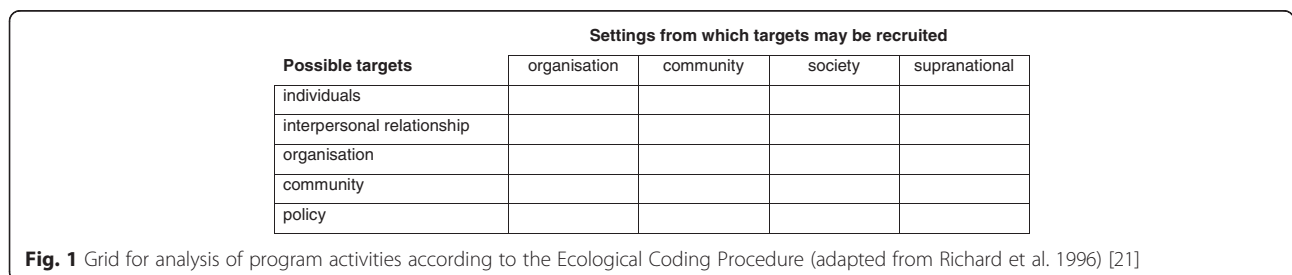 Settings from which targets may be recruited
Possible targets organisation community society supranational
individuals
interpersonal relationship
organisation
community
policy
Fig. 1 Grid for analysis of program activities according to the Ecological Coding Procedure (adapted from Richard et al. 1996) [21]